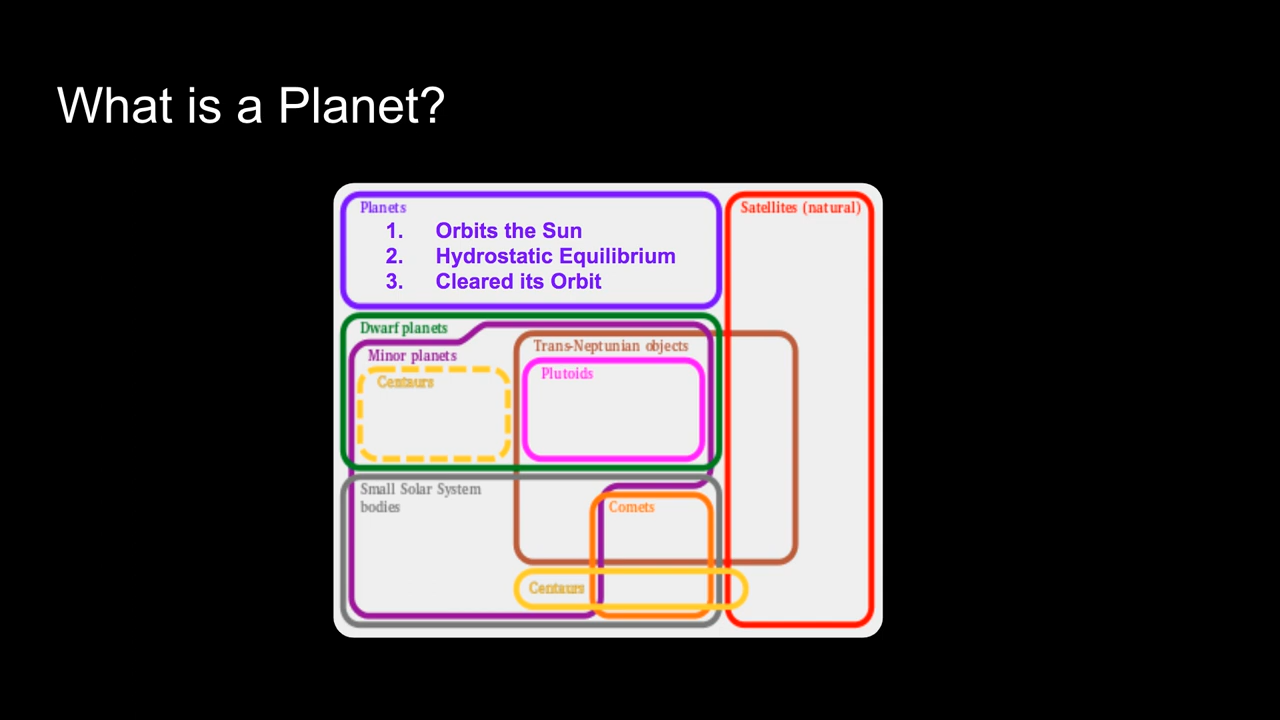 What is a Planet?
Planets
1. Orbits the Sun
2. Hydrostatic Equilibrium
3. Cleared its Orbit
Satellites (natural)
Dwarf planets
Minor planets
Centaurs
Trans-Neptunian objects
Plutoids
Small Solar System
bodies
Comets
Centaurs